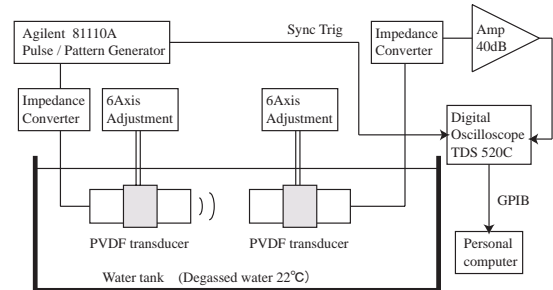 Agilent 81110A
Pulse / Pattern Generator
Sync Trig
Impedance
Converter
Amp
40dB
Impedance
Converter
6Axis
Adjustment
6Axis
Adjustment
Digital
Oscilloscope
TDS 520C
GPIB
PVDF transducer
PVDF transducer
Personal
computer
Water tank (Degassed water 22℃)